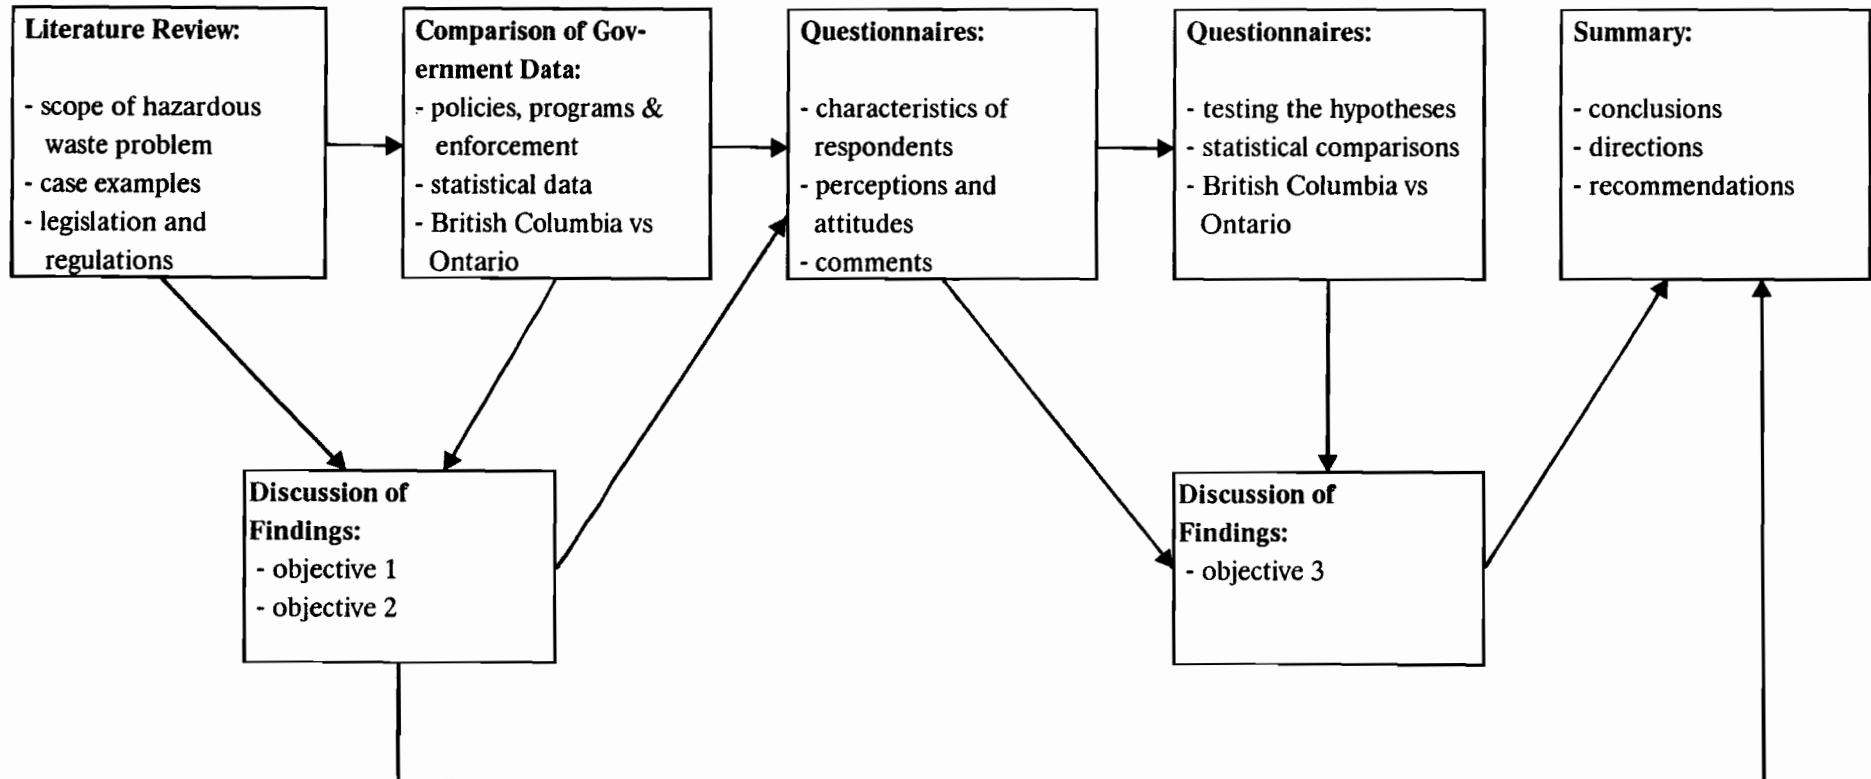 Literature Review:
- scope of hazardous
waste problem
- case examples
- legislation and
regulations
Comparison of Gov-
ernment Data:
- policies, programs &
enforcement
- statistical data
- British Columbia vs
Ontario
Questionnaires:
- characteristics of
respondents
- perceptions and
attitudes
- comments
Questionnaires:
- testing the hypotheses
- statistical comparisons
- British Columbia vs
Ontario
Summary:
- conclusions
- directions
- recommendations
Discussion of
Findings:
- objective 1
- objective 2
Discussion of
Findings:
- objective 3